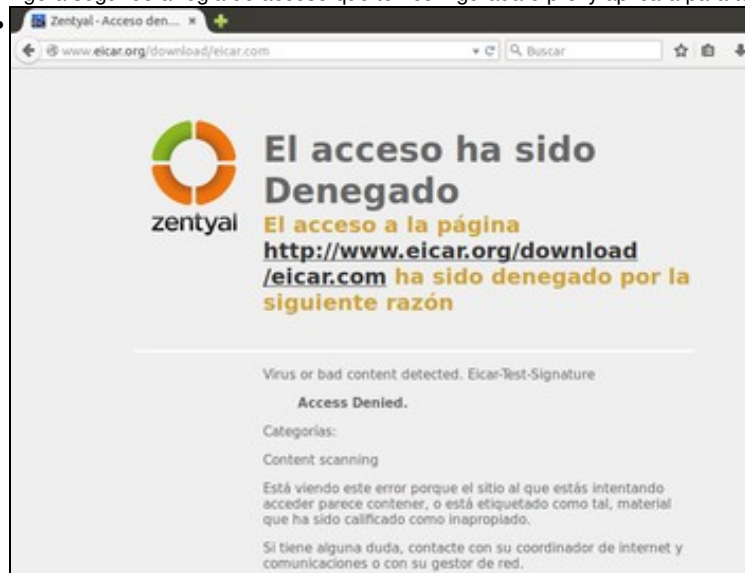 Zentyal - Acceso den...
www.eicar.org/download/eicar.com
Buscar
zentyal
El acceso ha sido
Denegado
El acceso a la página
http://www.eicar.org/download
/eicar.com ha sido denegado por la
siguiente razón
Virus or bad content detected. Eicar-Test-Signature
Access Denied.
Categorías:
Content scanning
Está viendo este error porque el sitio al que estás intentando
acceder parece contener, o está etiquetado como tal, material
que ha sido calificado como inapropiado.
Si tiene alguna duda, contacte con su coordinador de internet y
comunicaciones o con su gestor de red.